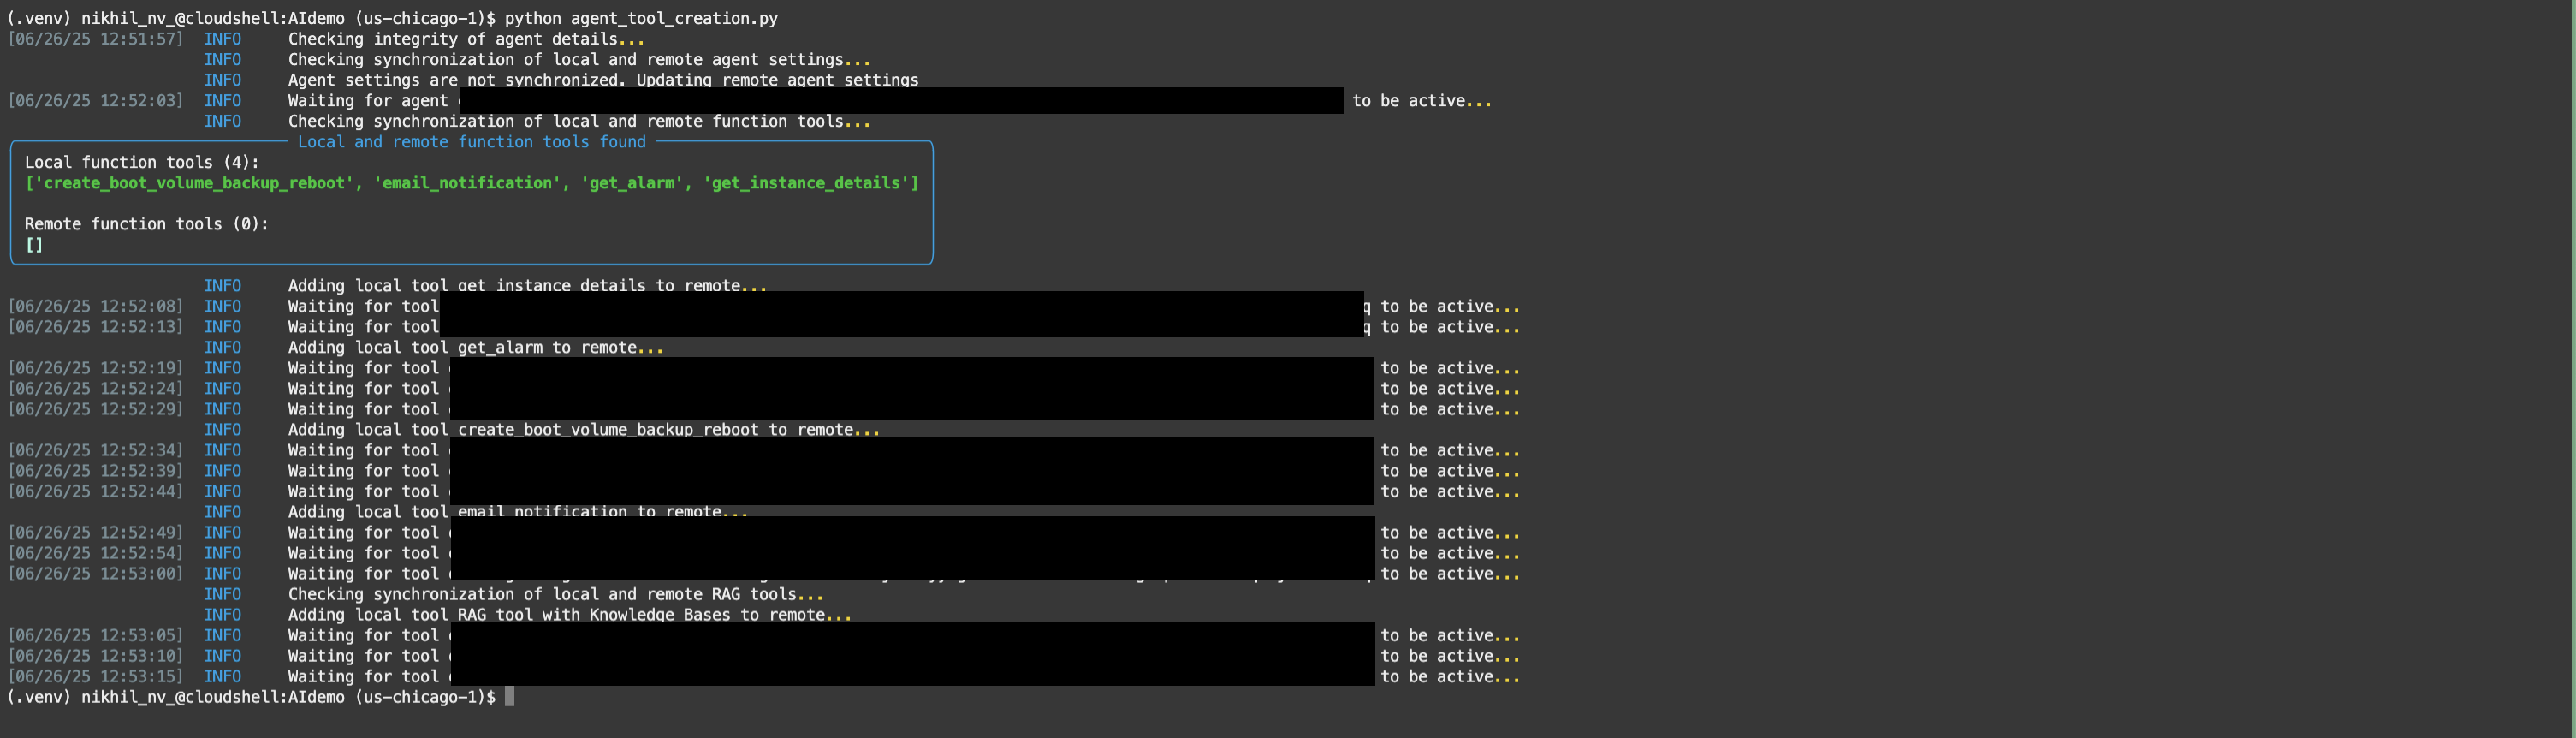 (.venv) nikhil_nv_@cloudshell:AIdemo (us-chicago-1)$ python agent_tool_creation.py
[06/26/25 12:51:57] INFO Checking integrity of agent details...
INFO Checking synchronization of local and remote agent settings...
INFO Agent settings are not synchronized. Updating remote agent settings
[06/26/25 12:52:03] INFO Waiting for agent to be active...
INFO Checking synchronization of local and remote function tools...
Local and remote function tools found
Local function tools (4):
['create_boot_volume_backup_reboot', 'email_notification', 'get_alarm', 'get_instance_details']
Remote function tools (0):
[]
INFO Adding local tool get_instance_details to remote...
[06/26/25 12:52:08] INFO Waiting for tool q to be active...
[06/26/25 12:52:13] INFO Waiting for tool q to be active...
INFO Adding local tool get_alarm to remote...
[06/26/25 12:52:19] INFO Waiting for tool to be active...
[06/26/25 12:52:24] INFO Waiting for tool to be active...
[06/26/25 12:52:29] INFO Waiting for tool to be active...
INFO Adding local tool create_boot_volume_backup_reboot to remote...
[06/26/25 12:52:34] INFO Waiting for tool to be active...
[06/26/25 12:52:39] INFO Waiting for tool to be active...
[06/26/25 12:52:44] INFO Waiting for tool to be active...
INFO Adding local tool email_notification to remote...
[06/26/25 12:52:49] INFO Waiting for tool to be active...
[06/26/25 12:52:54] INFO Waiting for tool to be active...
[06/26/25 12:53:00] INFO Waiting for tool to be active...
INFO Checking synchronization of local and remote RAG tools...
INFO Adding local tool RAG tool with Knowledge Bases to remote...
[06/26/25 12:53:05] INFO Waiting for tool to be active...
[06/26/25 12:53:10] INFO Waiting for tool to be active...
[06/26/25 12:53:15] INFO Waiting for tool to be active...
(.venv) nikhil_nv_@cloudshell:AIdemo (us-chicago-1)$